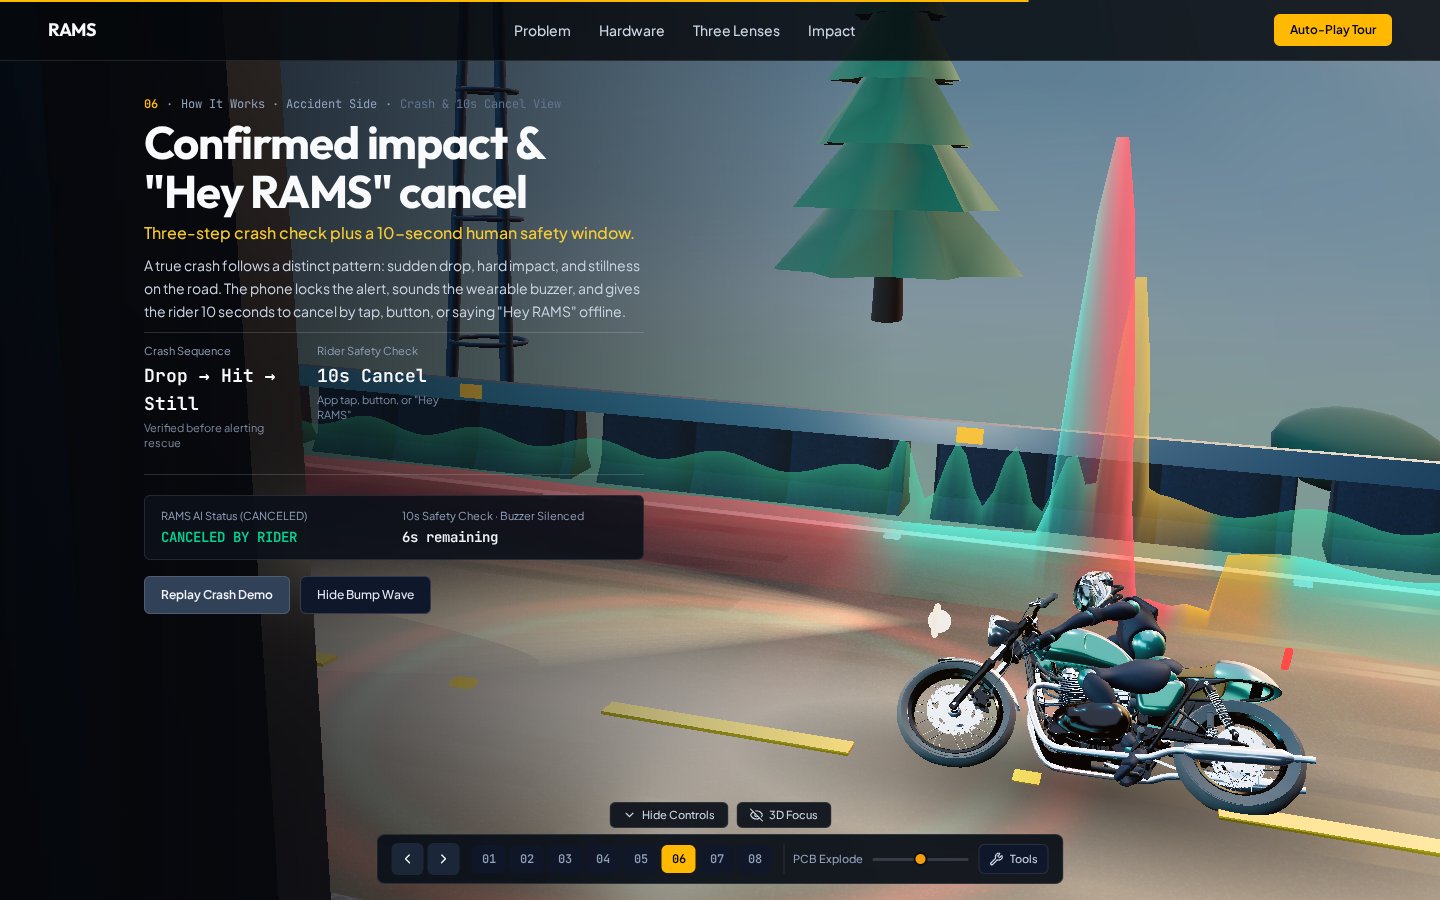 RAMS
Problem
Hardware
Three Lenses
Impact
Auto-Play Tour
06 · How It Works · Accident Side · Crash & 10s Cancel View
Confirmed impact &
"Hey RAMS" cancel
Three-step crash check plus a 10-second human safety window.
A true crash follows a distinct pattern: sudden drop, hard impact, and stillness
on the road. The phone locks the alert, sounds the wearable buzzer, and gives
the rider 10 seconds to cancel by tap, button, or saying "Hey RAMS" offline.
Crash Sequence
Drop → Hit →
Still
Verified before alerting
rescue
Rider Safety Check
10s Cancel
App tap, button, or "Hey
RAMS"
RAMS AI Status (CANCELED)
CANCELED BY RIDER
10s Safety Check · Buzzer Silenced
6s remaining
Replay Crash Demo
Hide Bump Wave
Hide Controls
3D Focus
01
02
03
04
05
06
07
08
PCB Explode
Tools